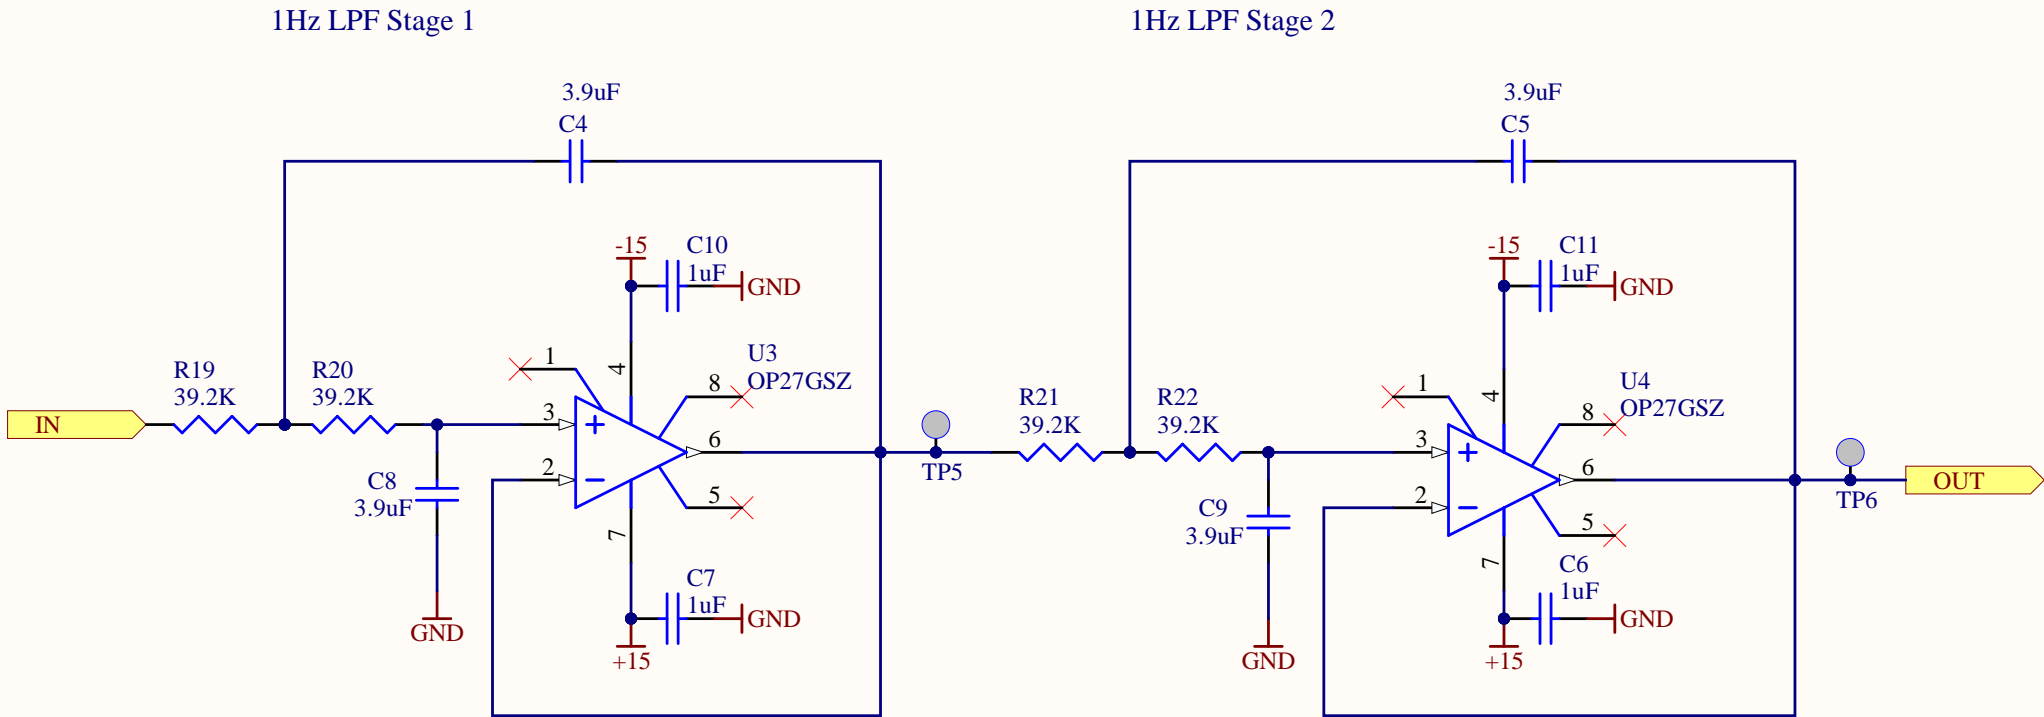 1Hz LPF Stage 1
1Hz LPF Stage 2
3.9uF
C4
3.9uF
C5
-15
C10
1uF
GND
-15
C11
1uF
GND
R19
39.2K
R20
39.2K
1
4
U3
OP27GSZ
8
R21
39.2K
R22
39.2K
1
4
U4
OP27GSZ
8
IN
3
2
6
5
7
TP5
3
2
6
5
7
TP6
OUT
C8
3.9uF
GND
C7
1uF
GND
+15
C9
3.9uF
GND
C6
1uF
GND
+15